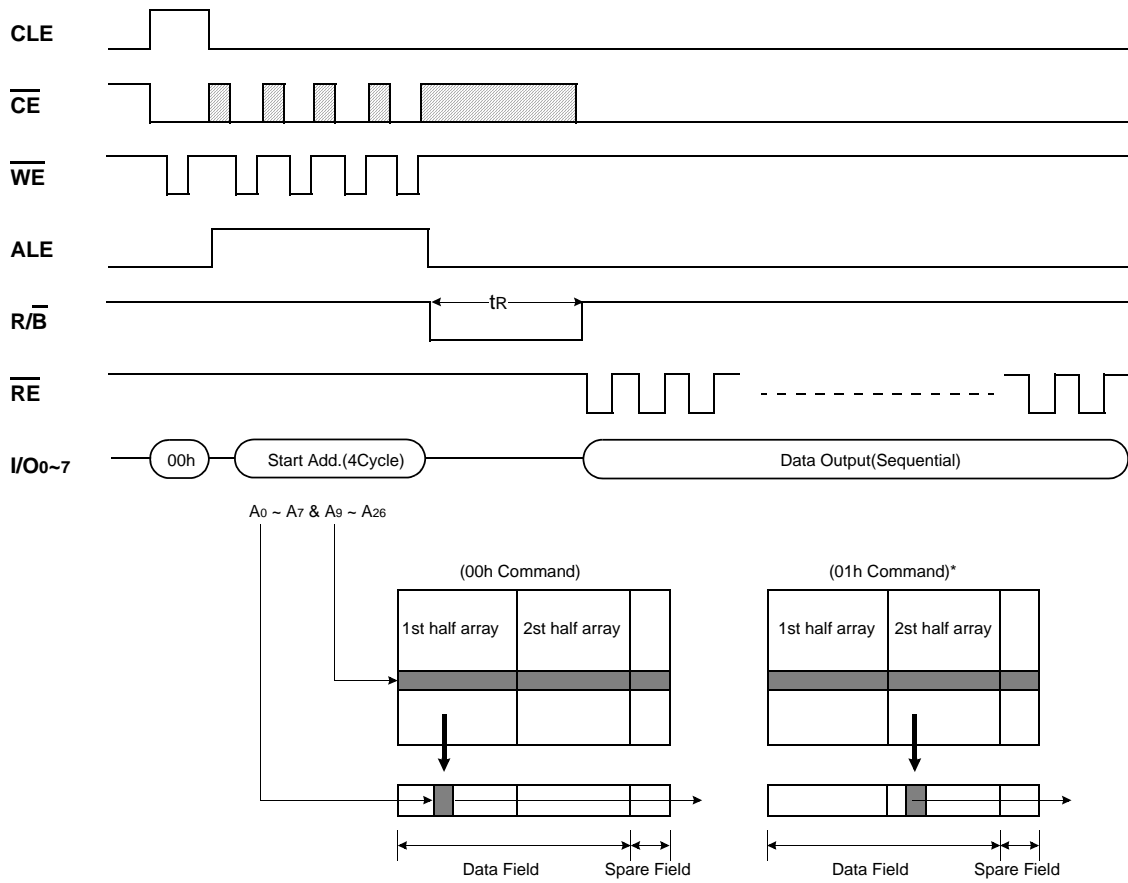 CLE
CE
WE
ALE
R/B
tR
RE
I/O0~7
00h
Start Add.(4Cycle)
Data Output(Sequential)
A0 ~ A7 & A9 ~ A26
(00h Command)
(01h Command)*
1st half array
2st half array
1st half array
2st half array
Data Field
Spare Field
Data Field
Spare Field